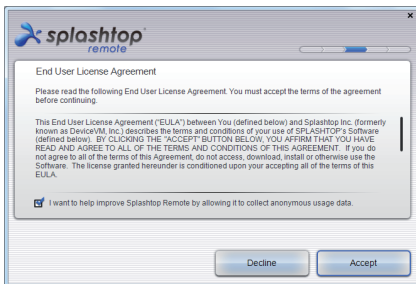 splashtop
remote
End User License Agreement
Please read the following End User License Agreement. You must accept the terms of the agreement
before continuing.
This End User License Agreement ("EULA") between You (defined below) and Splashtop Inc. (formerly
known as DeviceVM, Inc.) describes the terms and conditions of your use of SPLASHTOP's Software
(defined below). BY CLICKING THE "ACCEPT" BUTTON BELOW, YOU AFFIRM THAT YOU HAVE
READ AND AGREE TO ALL OF THE TERMS AND CONDITIONS OF THIS AGREEMENT. If you do
not agree to all of the terms of this Agreement, do not access, download, install or otherwise use the
Software. The license granted hereunder is conditioned upon your accepting all of the terms of this
EULA.
I want to help improve Splashtop Remote by allowing it to collect anonymous usage data.
Decline Accept